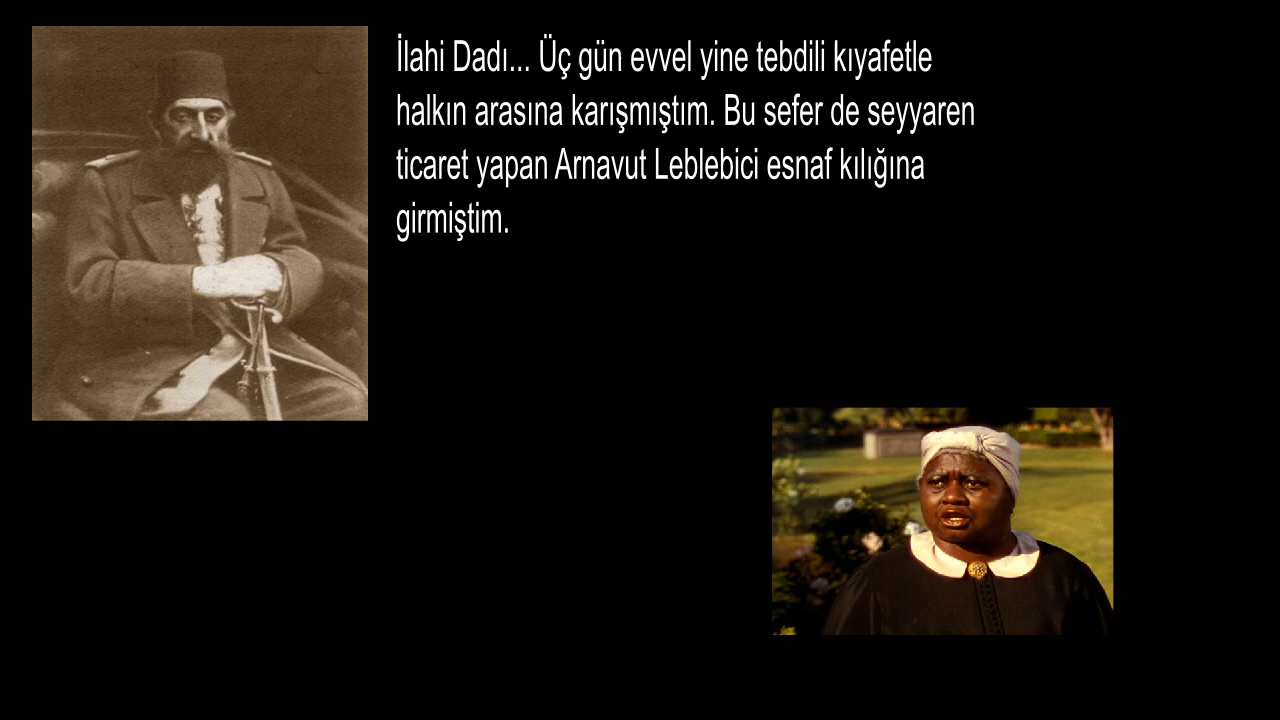 İlahi Dadı... Üç gün evvel yine tebdili kıyafetle
halkın arasına karışmıştım. Bu sefer de seyyaren
ticaret yapan Arnavut Leblebici esnaf kılığına
girmiştim.